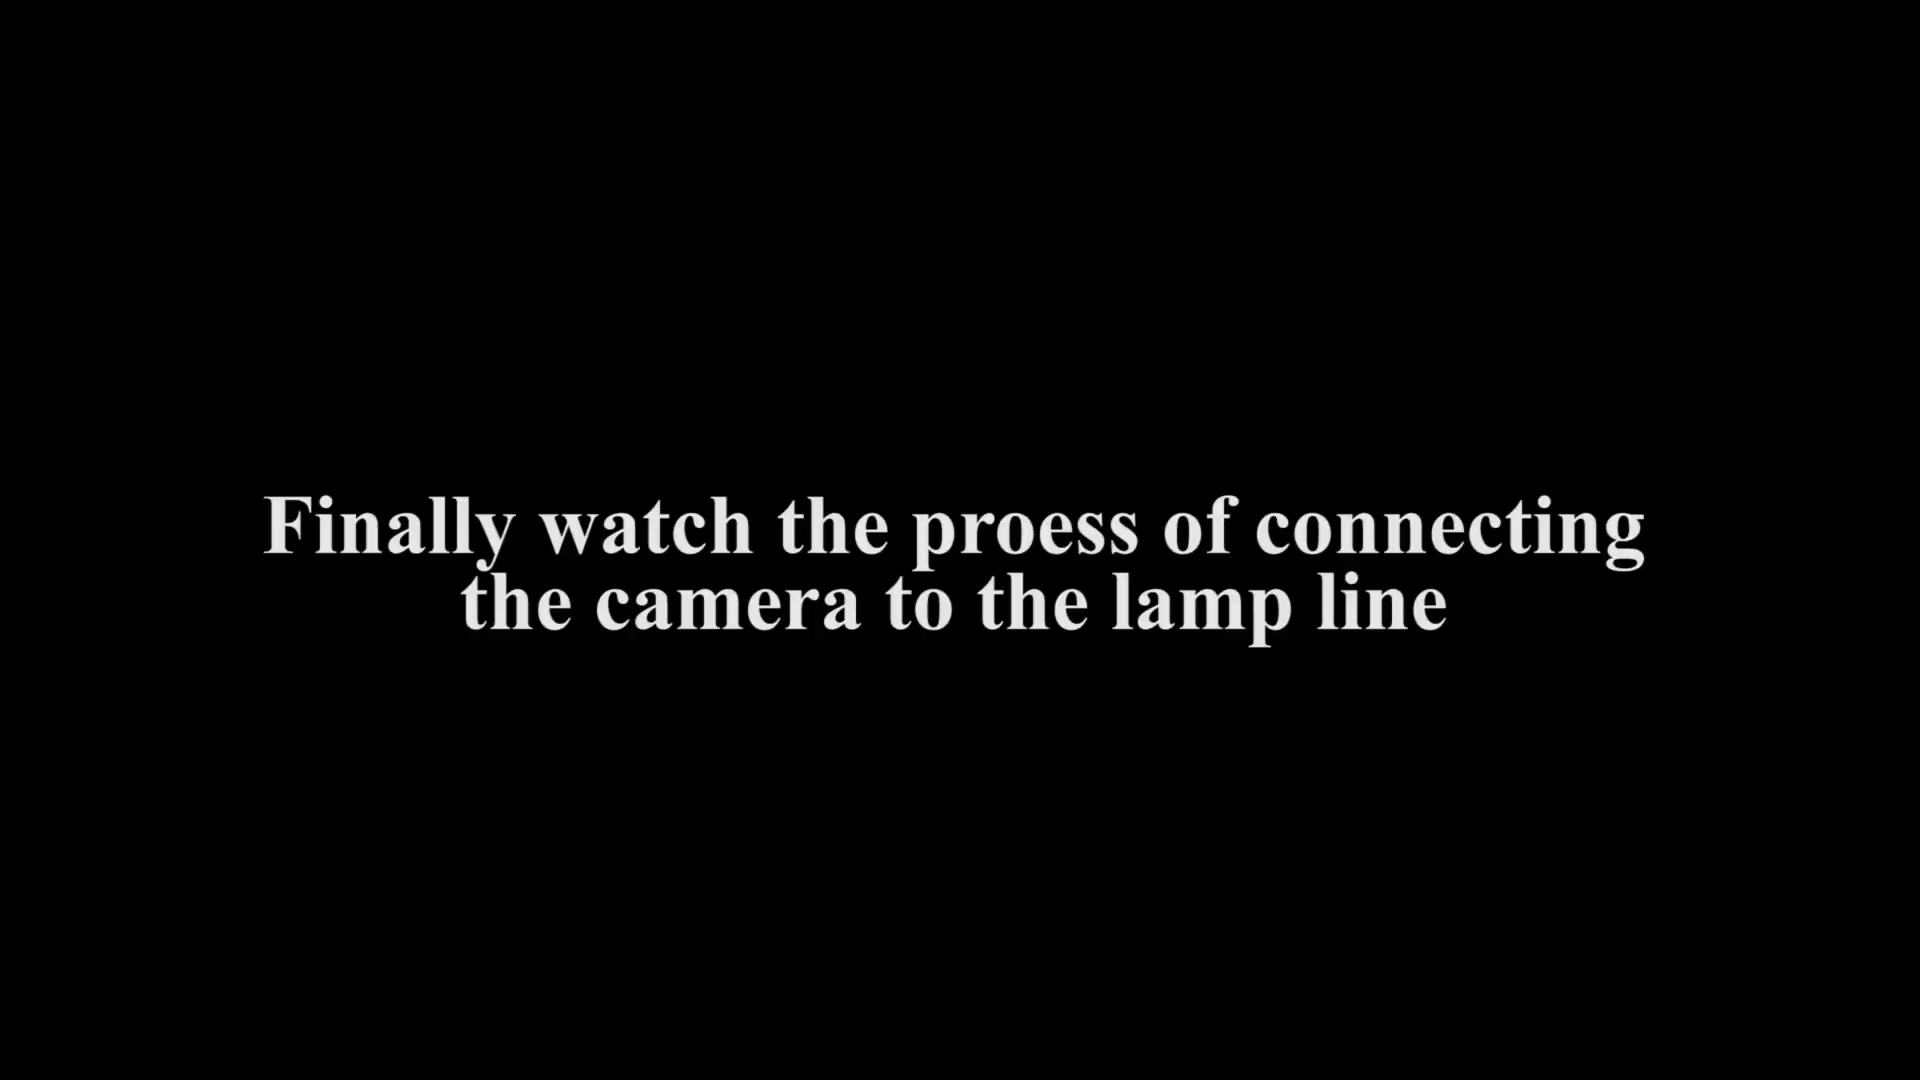 Finally watch the proess of connecting
the camera to the lamp line